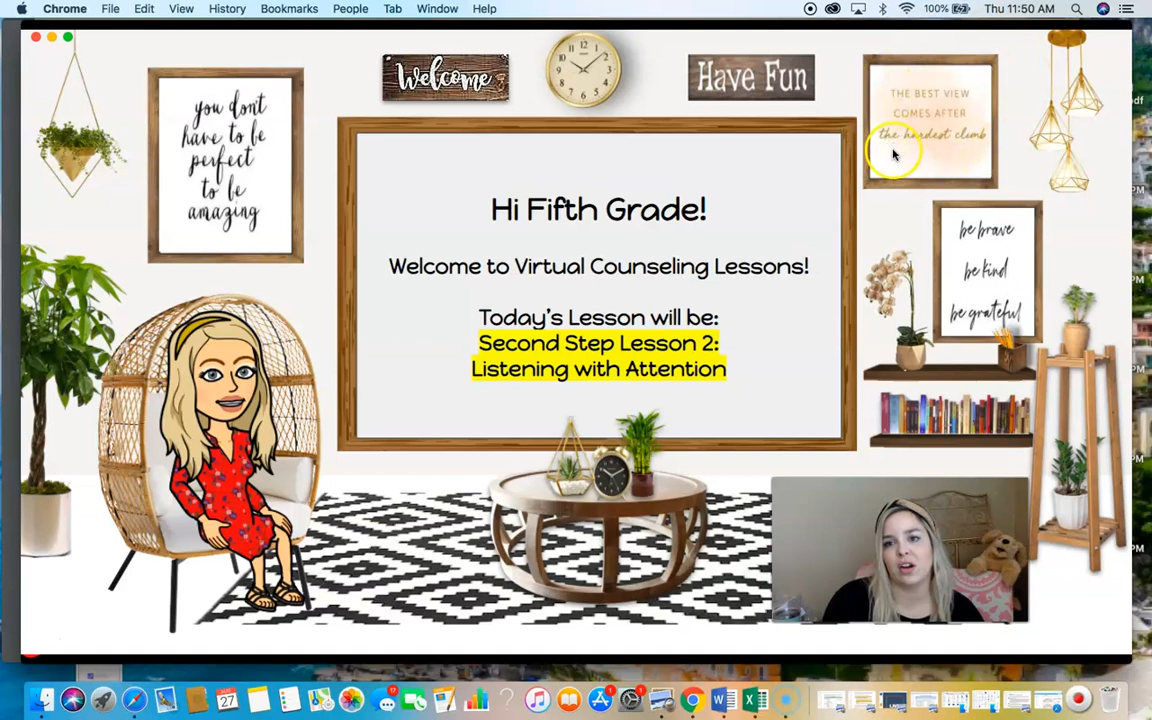 Chrome File Edit View History Bookmarks People Tab Window Help
100% Thu 11:50 AM
Welcome
Have Fun
you don't
have to be
perfect
to be
amazing
THE BEST VIEW
COMES AFTER
the hardest climb
Hi Fifth Grade!
Welcome to Virtual Counseling Lessons!
Today's Lesson will be:
Second Step Lesson 2:
Listening with Attention
be brave
be kind
be grateful